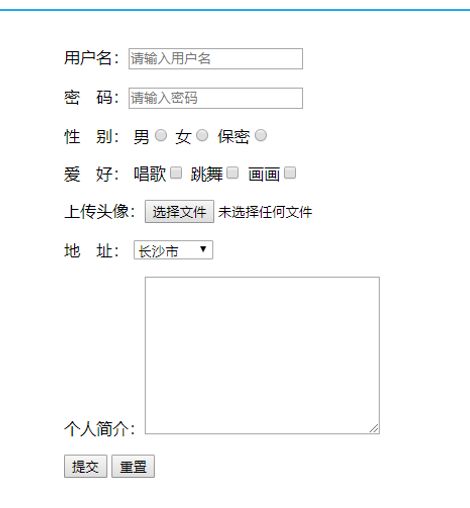 用户名：请输入用户名
密　码：请输入密码
性　别： 男 女 保密
爱　好： 唱歌 跳舞 画画
上传头像：选择文件 未选择任何文件
地　址： 长沙市
个人简介：
提交 重置